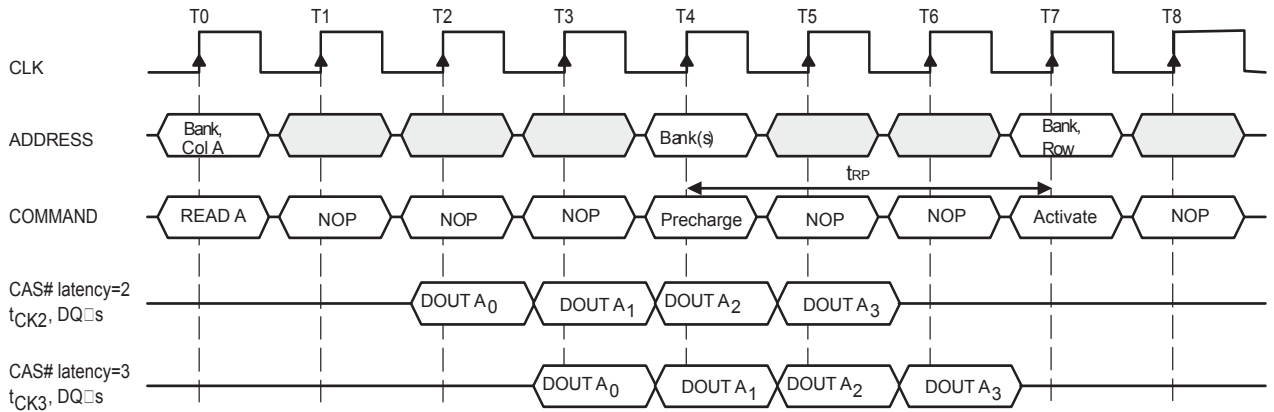 T0 T1 T2 T3 T4 T5 T6 T7 T8
CLK
ADDRESS
Bank,
Col A
Bank(s)
Bank,
Row
tRP
COMMAND
READ A NOP NOP NOP Precharge NOP NOP Activate NOP
CAS# latency=2
tCK2, DQ□s
DOUT A0 DOUT A1 DOUT A2 DOUT A3
CAS# latency=3
tCK3, DQ□s
DOUT A0 DOUT A1 DOUT A2 DOUT A3